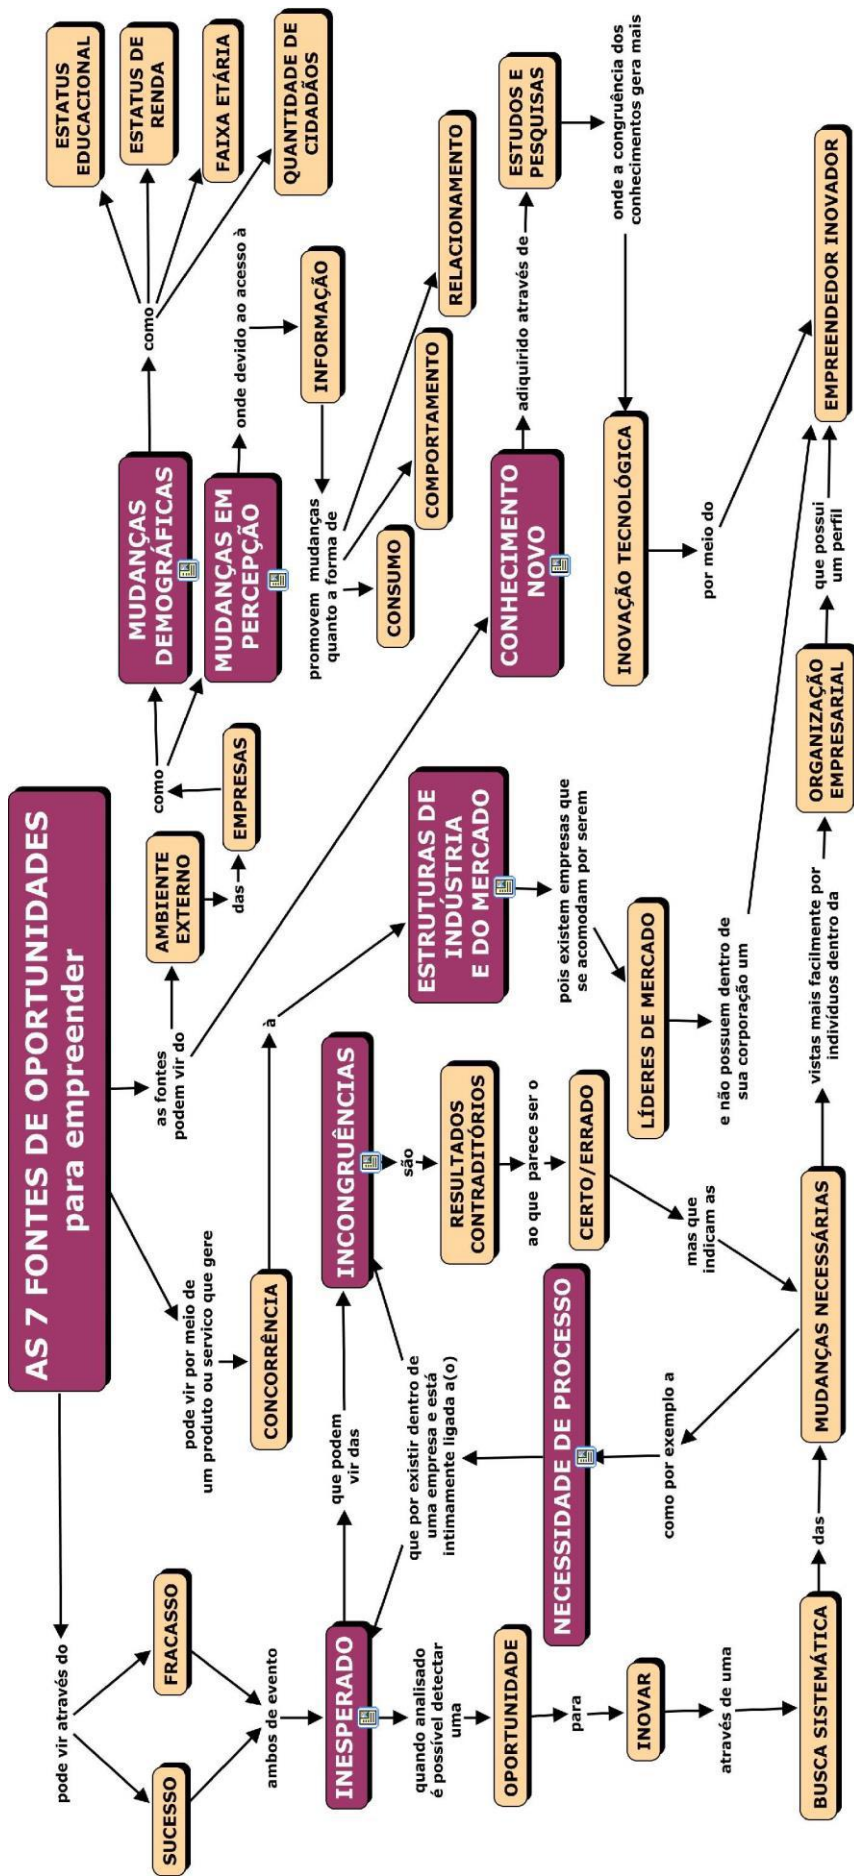 AS 7 FONTES DE OPORTUNIDADES
para empreender
pode vir através do
SUCESSO
FRACASSO
ambos de evento
INESPERADO
quando analisado
é possível detectar
uma
OPORTUNIDADE
para
INOVAR
através de uma
BUSCA SISTEMÁTICA
das
MUDANÇAS NECESSÁRIAS
como por exemplo a
NECESSIDADE DE PROCESSO
que por existir dentro de
uma empresa e está
intimamente ligada a(o)
que podem
vir das
INCONGRUÊNCIAS
são
RESULTADOS
CONTRADITÓRIOS
ao que parece ser o
CERTO/ERRADO
mas que
indicam as
vistas mais facilmente por
indivíduos dentro da
ORGANIZAÇÃO
EMPRESARIAL
que possui
um perfil
EMPREENDEDOR INOVADOR
pode vir por meio de
um produto ou servico que gere
CONCORRÊNCIA
à
ESTRUTURAS DE
INDÚSTRIA
E DO MERCADO
pois existem empresas que
se acomodam por serem
LÍDERES DE MERCADO
e não possuem dentro de
sua corporação um
as fontes
podem vir do
AMBIENTE
EXTERNO
das
EMPRESAS
como
MUDANÇAS
DEMOGRÁFICAS
como
ESTATUS
EDUCACIONAL
ESTATUS DE
RENDA
FAIXA ETÁRIA
QUANTIDADE DE
CIDADÃOS
MUDANÇAS EM
PERCEPÇÃO
onde devido ao acesso à
INFORMAÇÃO
promovem mudanças
quanto a forma de
CONSUMO
COMPORTAMENTO
RELACIONAMENTO
CONHECIMENTO
NOVO
adiquirido através de
ESTUDOS E
PESQUISAS
onde a congruência dos
conhecimentos gera mais
INOVAÇÃO TECNOLÓGICA
por meio do